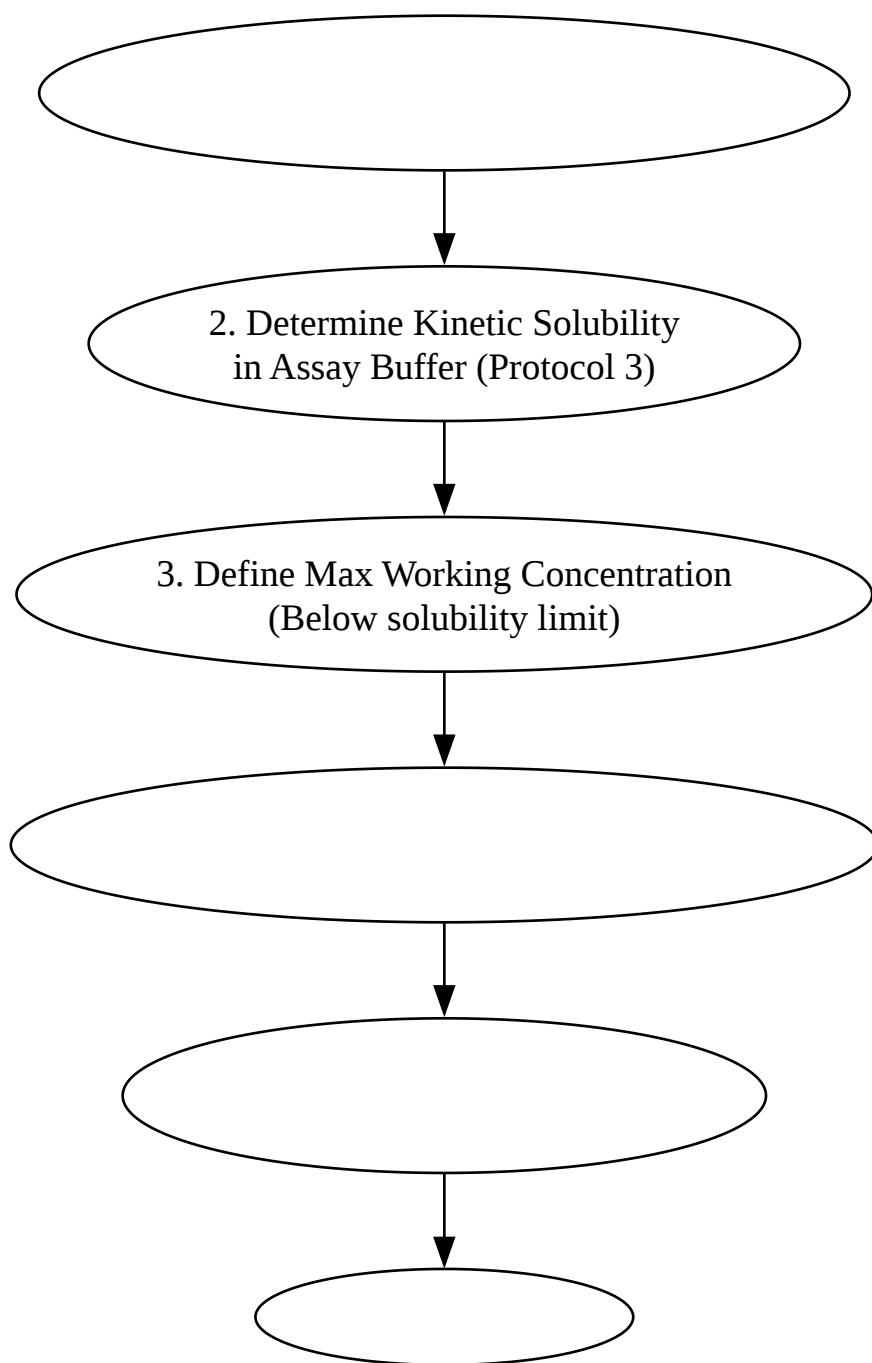 2. Determine Kinetic Solubility
in Assay Buffer (Protocol 3)
3. Define Max Working Concentration
(Below solubility limit)